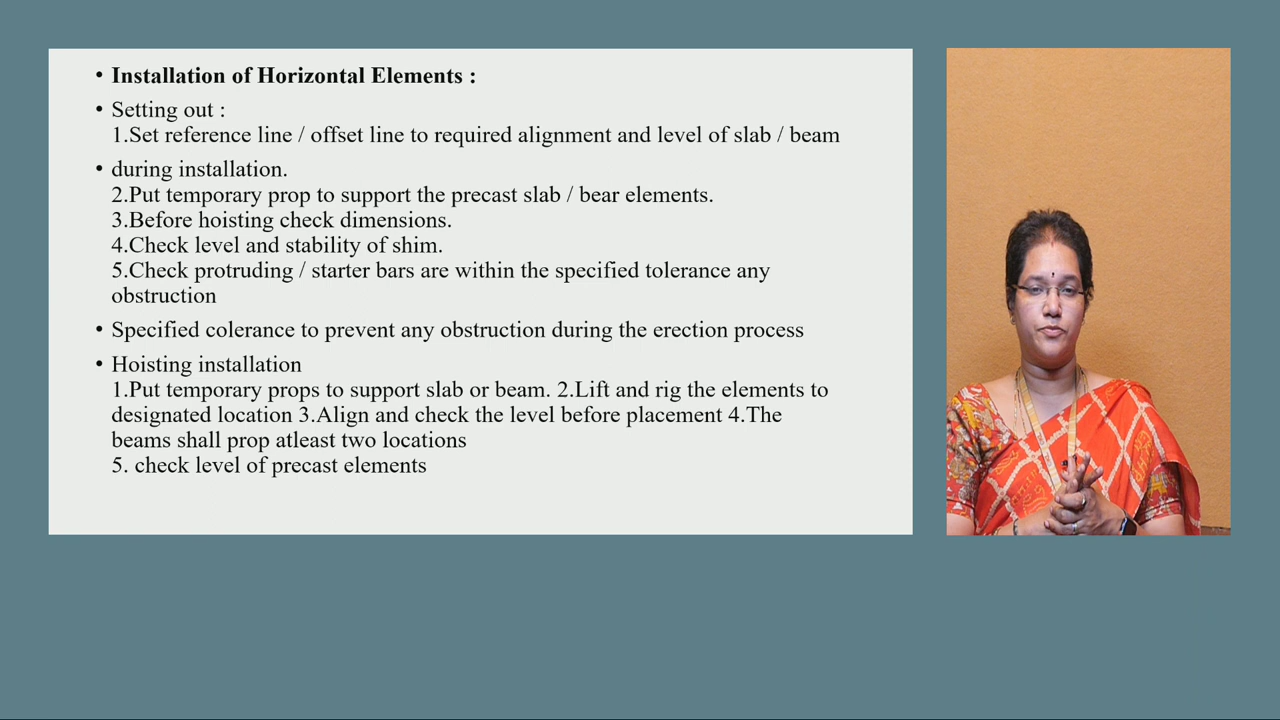 • Installation of Horizontal Elements :
• Setting out :
1.Set reference line / offset line to required alignment and level of slab / beam
• during installation.
2.Put temporary prop to support the precast slab / bear elements.
3.Before hoisting check dimensions.
4.Check level and stability of shim.
5.Check protruding / starter bars are within the specified tolerance any
obstruction
• Specified colerance to prevent any obstruction during the erection process
• Hoisting installation
1.Put temporary props to support slab or beam. 2.Lift and rig the elements to
designated location 3.Align and check the level before placement 4.The
beams shall prop atleast two locations
5. check level of precast elements